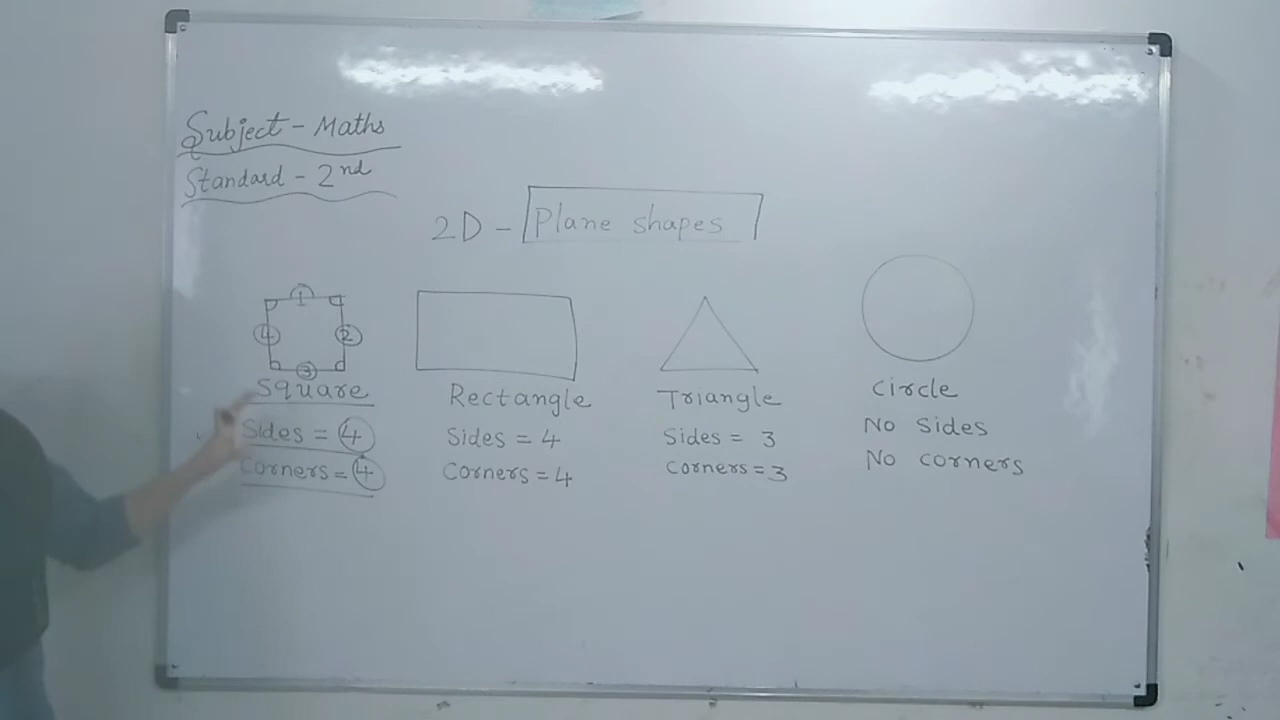 Subject - Maths
Standard - 2nd
2D - Plane shapes
1
4 2
3
Square Rectangle Triangle Circle
Sides = 4 Sides = 4 Sides = 3 No Sides
Corners = 4 Corners = 4 Corners = 3 No corners